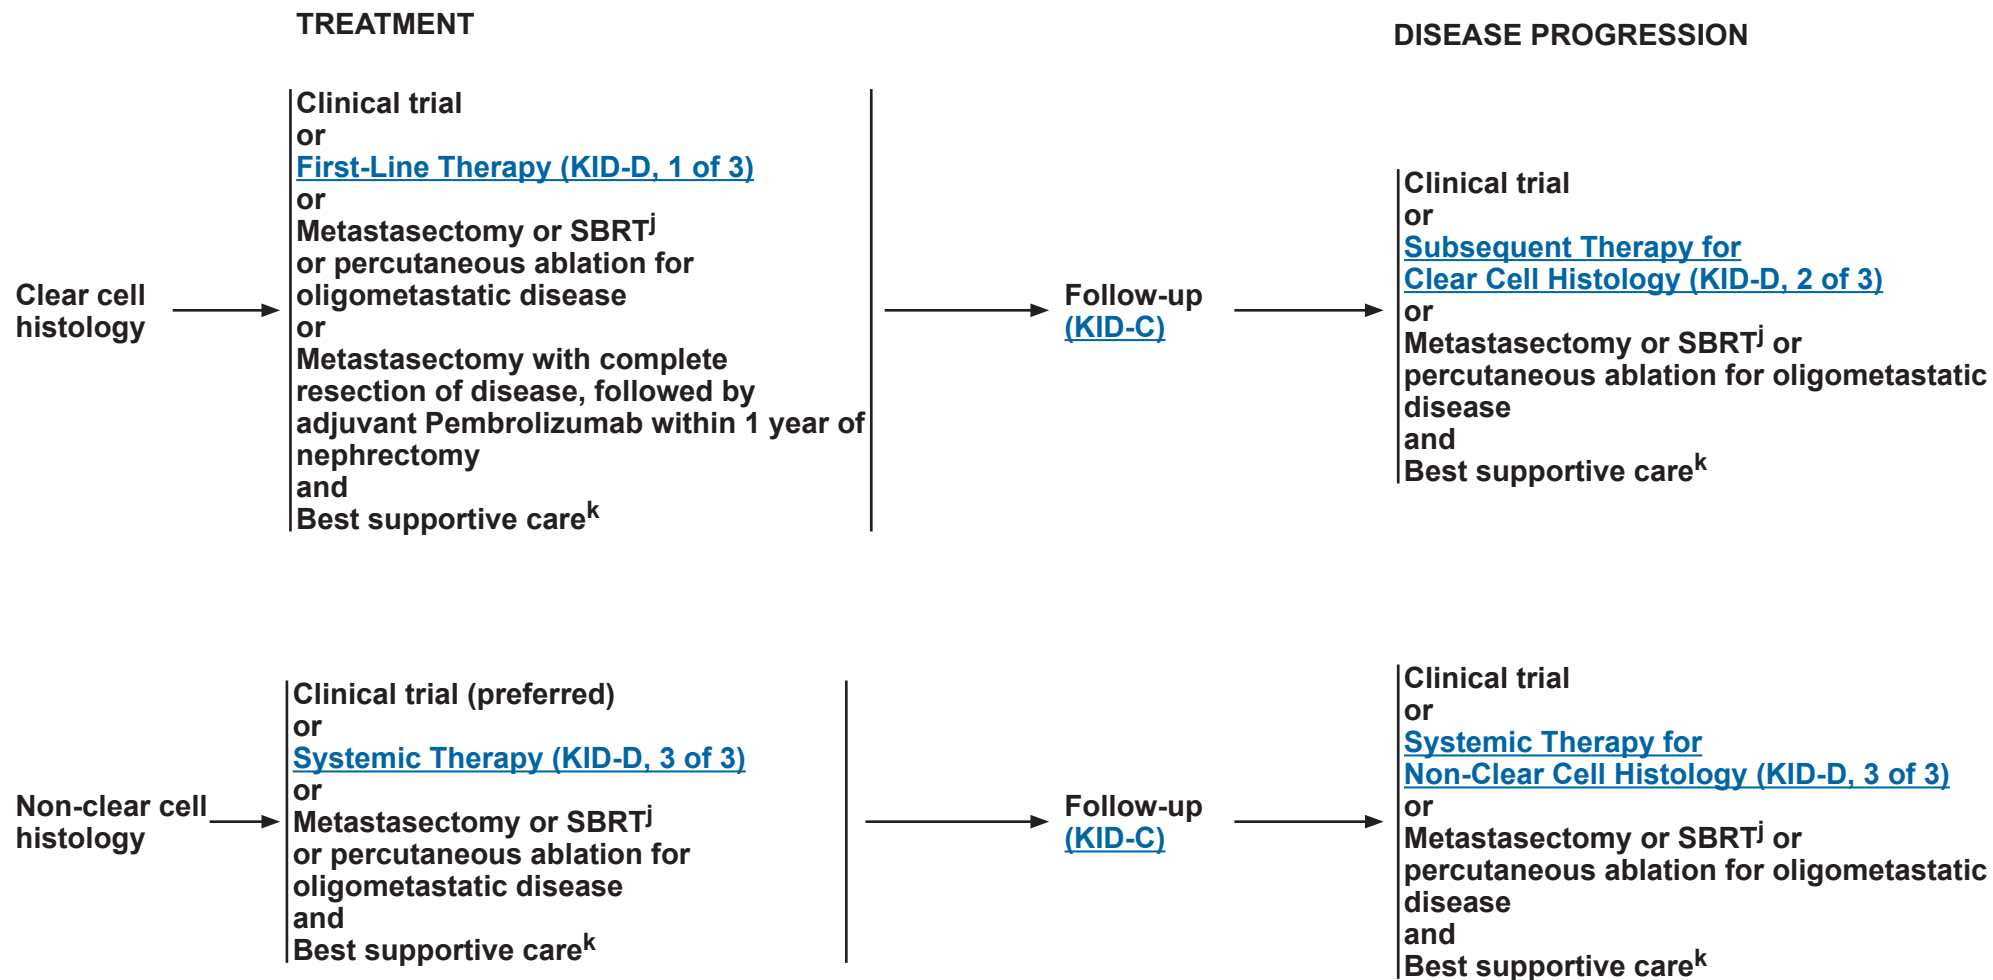 TREATMENT
DISEASE PROGRESSION
Clear cell
histology
Clinical trial
or
First-Line Therapy (KID-D, 1 of 3)
or
Metastasectomy or SBRTj
or percutaneous ablation for
oligometastatic disease
or
Metastasectomy with complete
resection of disease, followed by
adjuvant Pembrolizumab within 1 year of
nephrectomy
and
Best supportive carek
Follow-up
(KID-C)
Clinical trial
or
Subsequent Therapy for
Clear Cell Histology (KID-D, 2 of 3)
or
Metastasectomy or SBRTj or
percutaneous ablation for oligometastatic
disease
and
Best supportive carek
Non-clear cell
histology
Clinical trial (preferred)
or
Systemic Therapy (KID-D, 3 of 3)
or
Metastasectomy or SBRTj
or percutaneous ablation for
oligometastatic disease
and
Best supportive carek
Follow-up
(KID-C)
Clinical trial
or
Systemic Therapy for
Non-Clear Cell Histology (KID-D, 3 of 3)
or
Metastasectomy or SBRTj or
percutaneous ablation for oligometastatic
disease
and
Best supportive carek